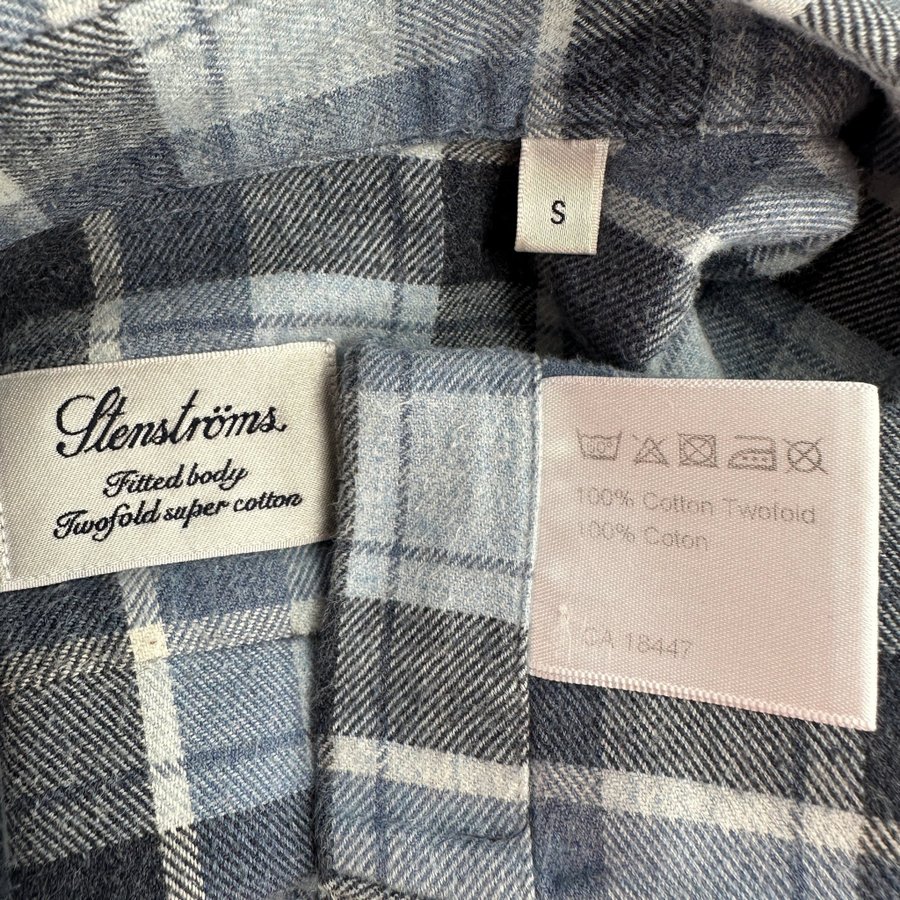 S
Stenströms
Fitted body
Twofold super cotton
100% Cotton Twofold
100% Coton
CA 18447